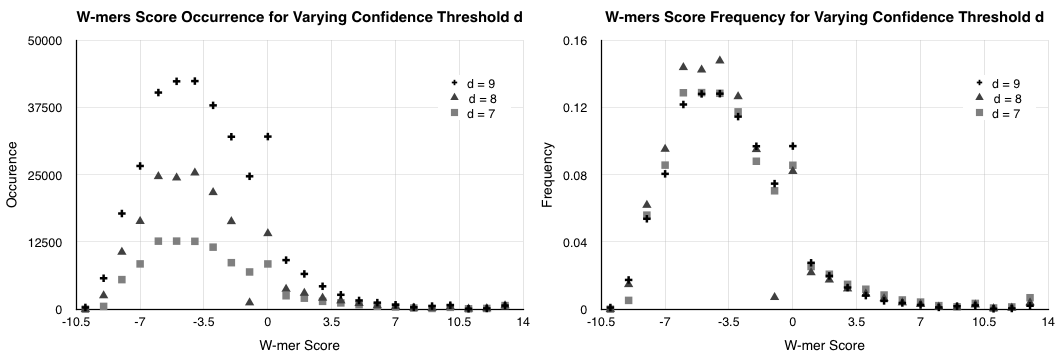 W-mers Score Occurrence for Varying Confidence Threshold d
50000
37500
25000
12500
0
Occurence
d = 9
d = 8
d = 7
-10.5 -7 -3.5 0 3.5 7 10.5 14
W-mer Score
W-mers Score Frequency for Varying Confidence Threshold d
0.16
0.12
0.08
0.04
0
Frequency
d = 9
d = 8
d = 7
-10.5 -7 -3.5 0 3.5 7 10.5 14
W-mer Score